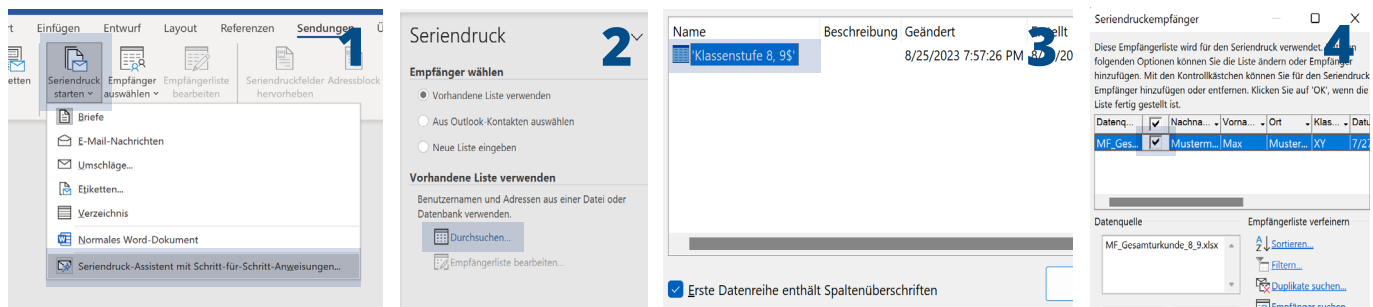 Einfügen Entwurf Layout Referenzen Sendungen
1
Seriendruck starten
Empfänger auswählen
Empfängerliste bearbeiten
Seriendruckfelder hervorheben
Adressblock
Briefe
E-Mail-Nachrichten
Umschläge...
Etiketten...
Verzeichnis
Normales Word-Dokument
Seriendruck-Assistent mit Schritt-für-Schritt-Anweisungen...
Seriendruck
2
Empfänger wählen
Vorhandene Liste verwenden
Aus Outlook-Kontakten auswählen
Neue Liste eingeben
Vorhandene Liste verwenden
Benutzernamen und Adressen aus einer Datei oder
Datenbank verwenden.
Durchsuchen...
Empfängerliste bearbeiten...
Name Beschreibung Geändert
3
'Klassenstufe 8, 9$' 8/25/2023 7:57:26 PM
Erste Datenreihe enthält Spaltenüberschriften
Seriendruckempfänger
4
Diese Empfängerliste wird für den Seriendruck verwendet.
folgenden Optionen können Sie die Liste ändern oder Empfänger
hinzufügen. Mit den Kontrollkästchen können Sie für den Seriendruck
Empfänger hinzufügen oder entfernen. Klicken Sie auf 'OK', wenn die
Liste fertig gestellt ist.
Datenq... Nachna... Vorna... Ort Klas... Datu
MF_Ges... Musterm... Max Muster... XY 7/27
Datenquelle Empfängerliste verfeinern
MF_Gesamturkunde_8_9.xlsx
Sortieren...
Filtern...
Duplikate suchen...